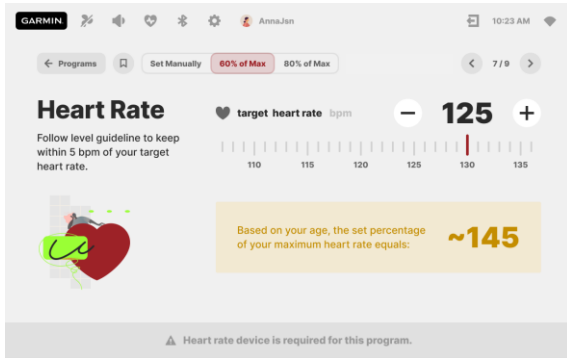 GARMIN.
AnnaJsn
10:23 AM
Programs
Set Manually
60% of Max
80% of Max
7/9
Heart Rate
Follow level guideline to keep
within 5 bpm of your target
heart rate.
target heart rate bpm
125
110 115 120 125 130 135
Based on your age, the set percentage
of your maximum heart rate equals:
~145
Heart rate device is required for this program.